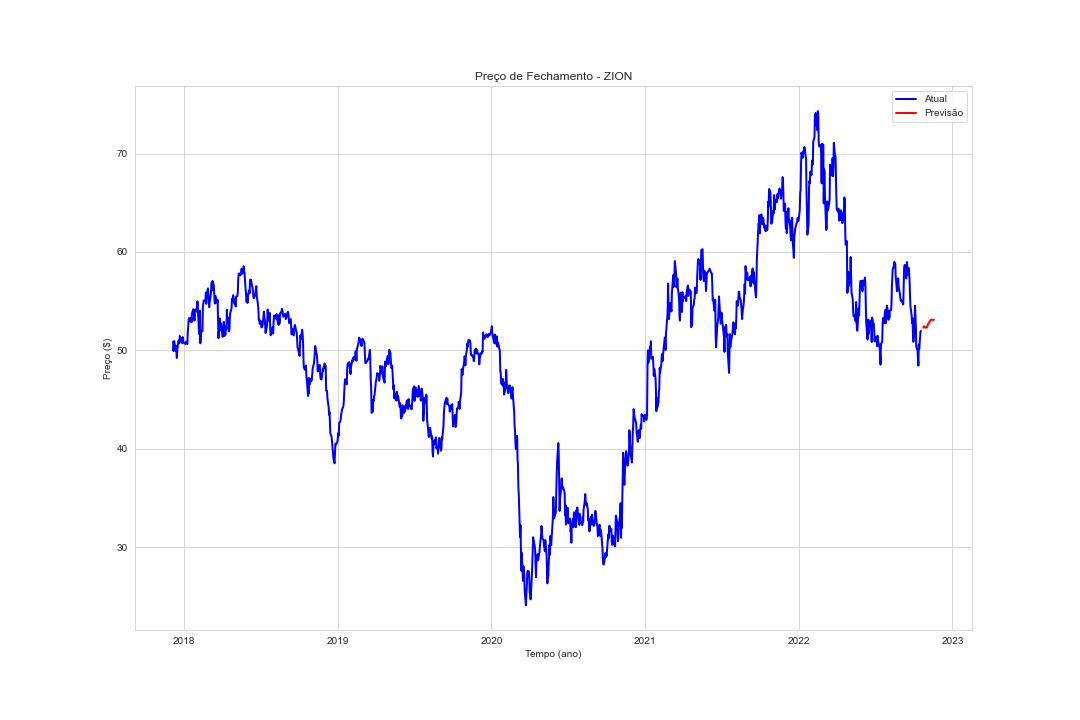 Preço de Fechamento - ZION
Atual
Previsão
Preço ($)
70
60
50
40
30
2018
2019
2020
2021
2022
2023
Tempo (ano)